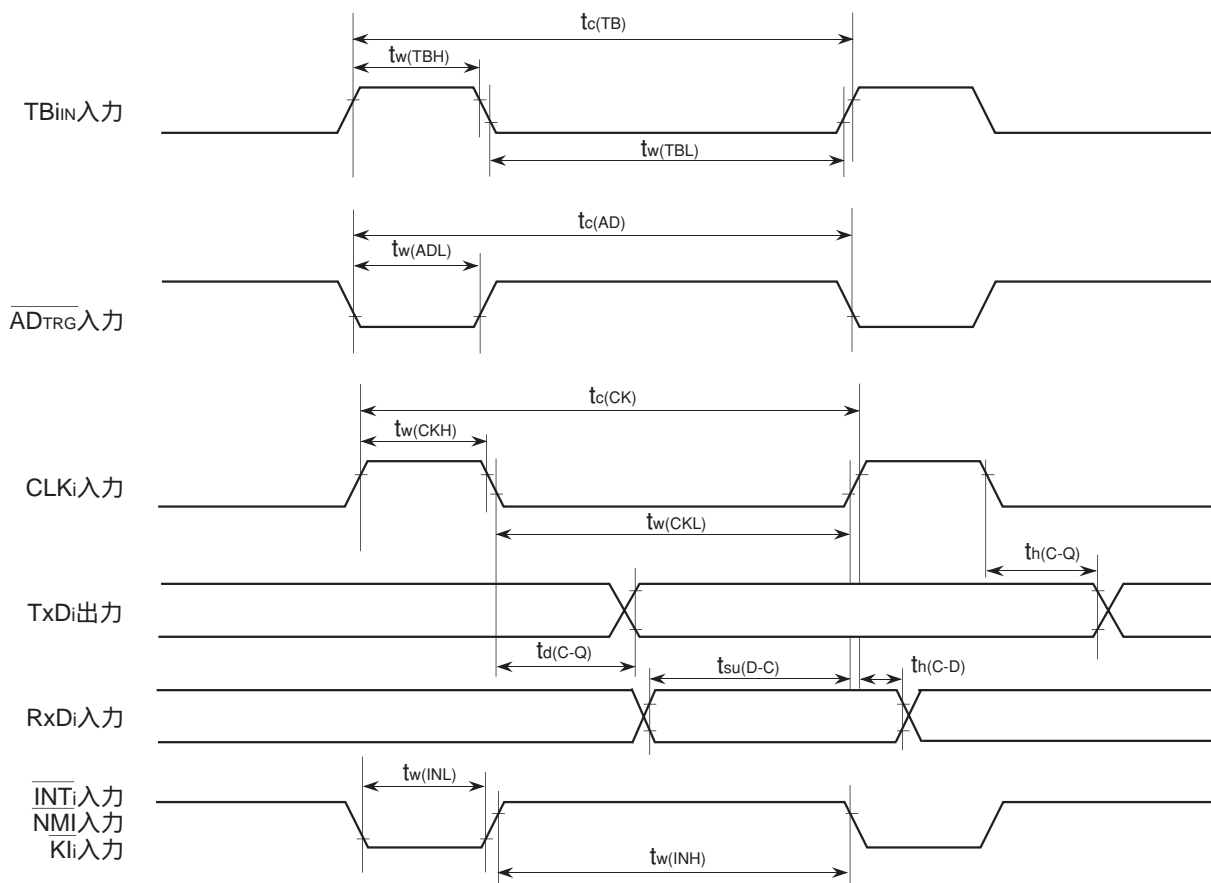 tc(TB)
tw(TBH)
TBiIN入力
tw(TBL)
tc(AD)
tw(ADL)
ADTRG入力
tc(CK)
tw(CKH)
CLKi入力
tw(CKL)
th(C-Q)
TxDi出力
td(C-Q)
tsu(D-C)
th(C-D)
RxDi入力
tw(INL)
INTi入力
NMI入力
KIi入力
tw(INH)